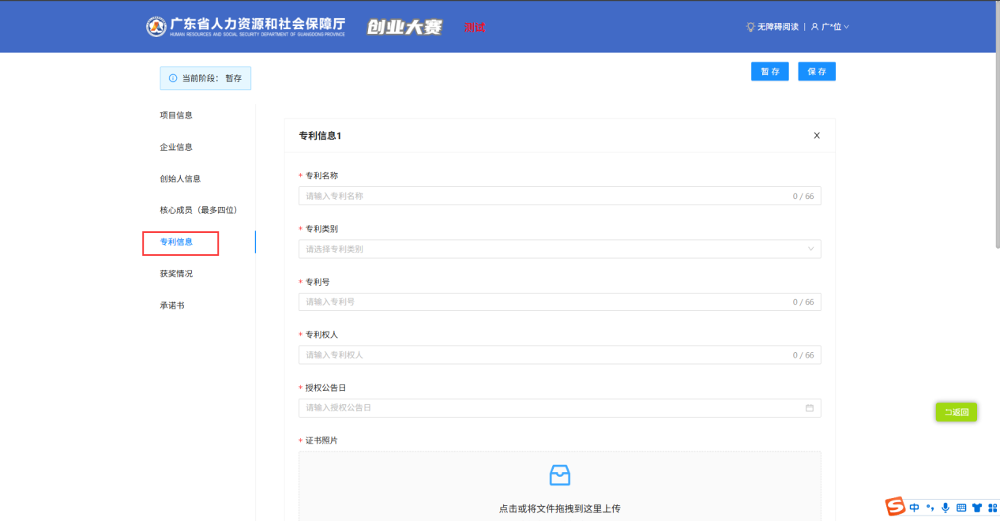 广东省人力资源和社会保障厅
HUMAN RESOURCES AND SOCIAL SECURITY DEPARTMENT OF GUANGDONG PROVINCE
创业大赛
测试
无障碍阅读 | 广*位
当前阶段： 暂存
暂 存
保 存
项目信息
企业信息
创始人信息
核心成员（最多四位）
专利信息
获奖情况
承诺书
专利信息1
* 专利名称
请输入专利名称
0 / 66
* 专利类别
请选择专利类别
* 专利号
请输入专利号
0 / 66
* 专利权人
请输入专利权人
0 / 66
* 授权公告日
请输入授权公告日
* 证书照片
点击或将文件拖拽到这里上传
返回
S 中